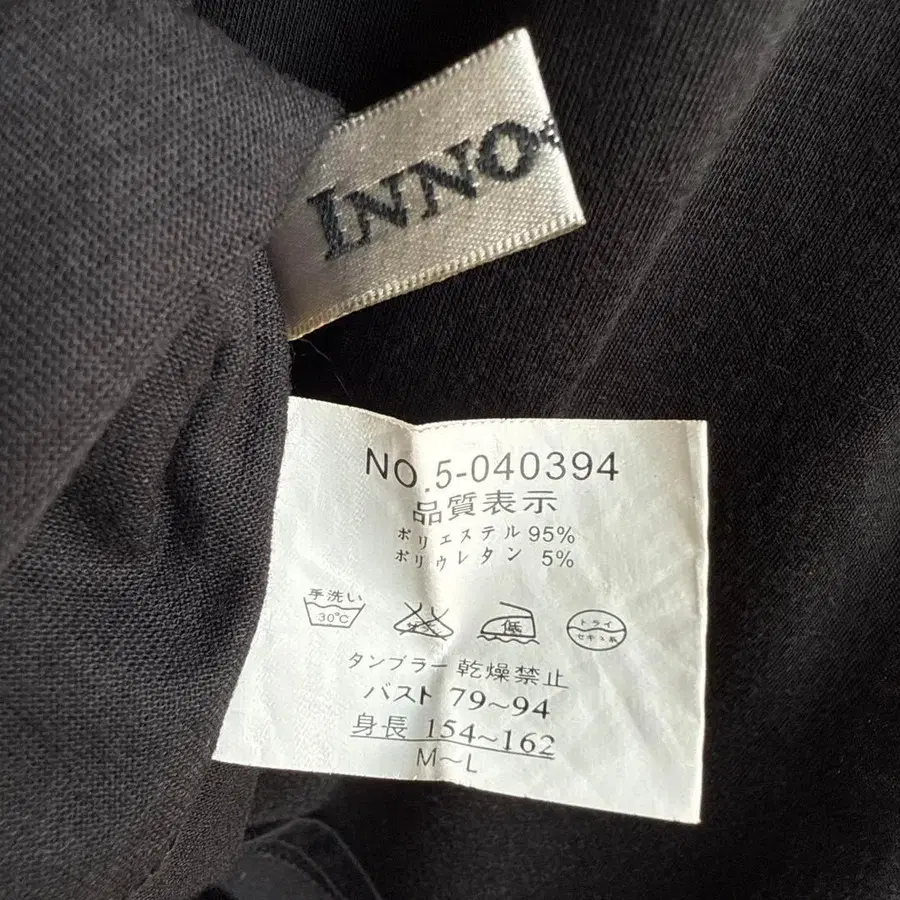 INNO
NO.5-040394
品質表示
ポリエステル 95%
ポリウレタン 5%
手洗い
30℃
低
ドライ
セキユ系
タンブラー 乾燥禁止
バスト 79~94
身長 154~162
M~L